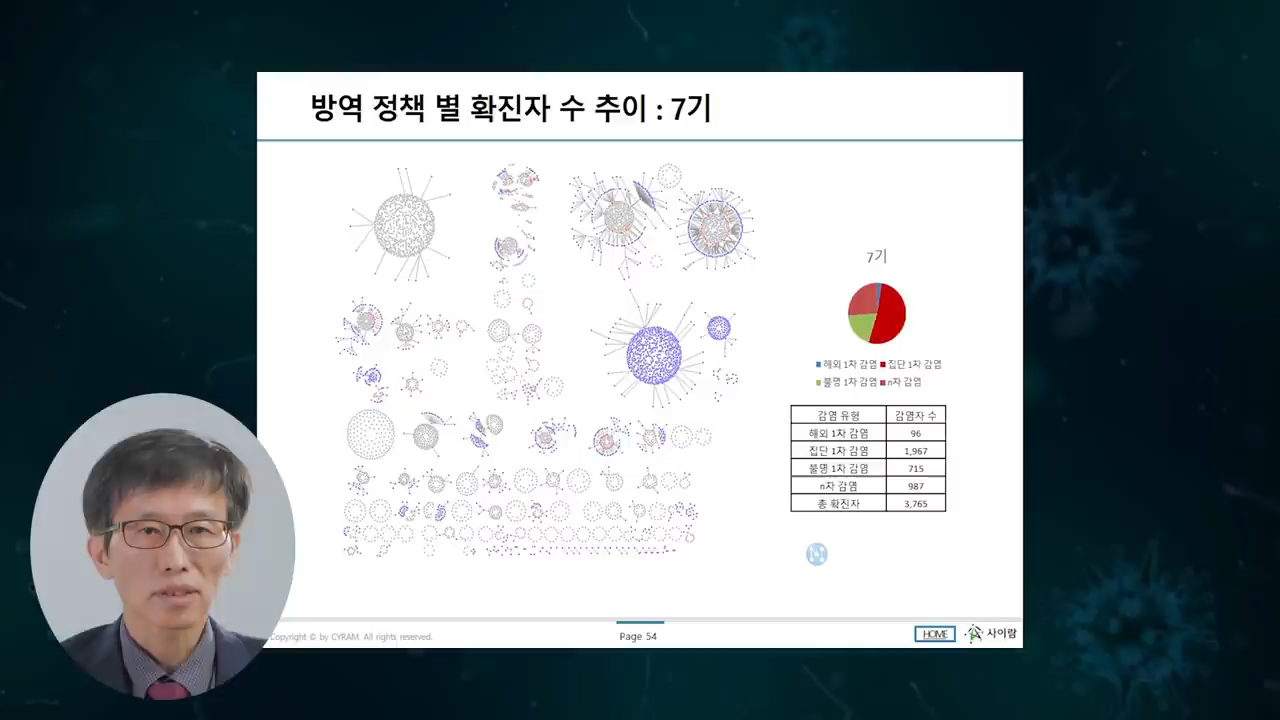 방역 정책 별 확진자 수 추이 : 7기
7기
해외 1차 감염 집단 1차 감염
불명 1차 감염 n차 감염
감염 유형 감염자 수
해외 1차 감염 96
집단 1차 감염 1,967
불명 1차 감염 715
n차 감염 987
총 확진자 3,765
Copyright © by CYRAM. All rights reserved.
Page 54
HOME
사이람